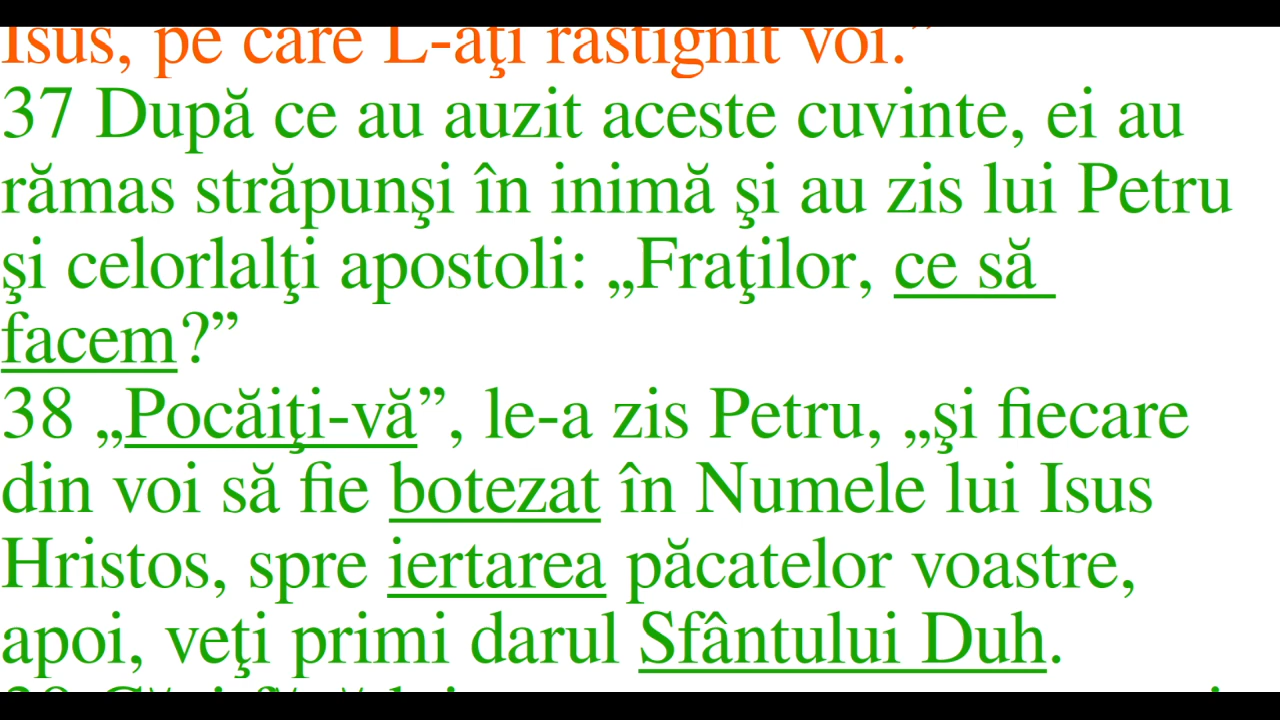 Isus, pe care L-aţi răstignit voi.”
37 După ce au auzit aceste cuvinte, ei au
rămas străpunşi în inimă şi au zis lui Petru
şi celorlalţi apostoli: „Fraţilor, ce să
facem?”
38 „Pocăiţi-vă”, le-a zis Petru, „şi fiecare
din voi să fie botezat în Numele lui Isus
Hristos, spre iertarea păcatelor voastre,
apoi, veţi primi darul Sfântului Duh.